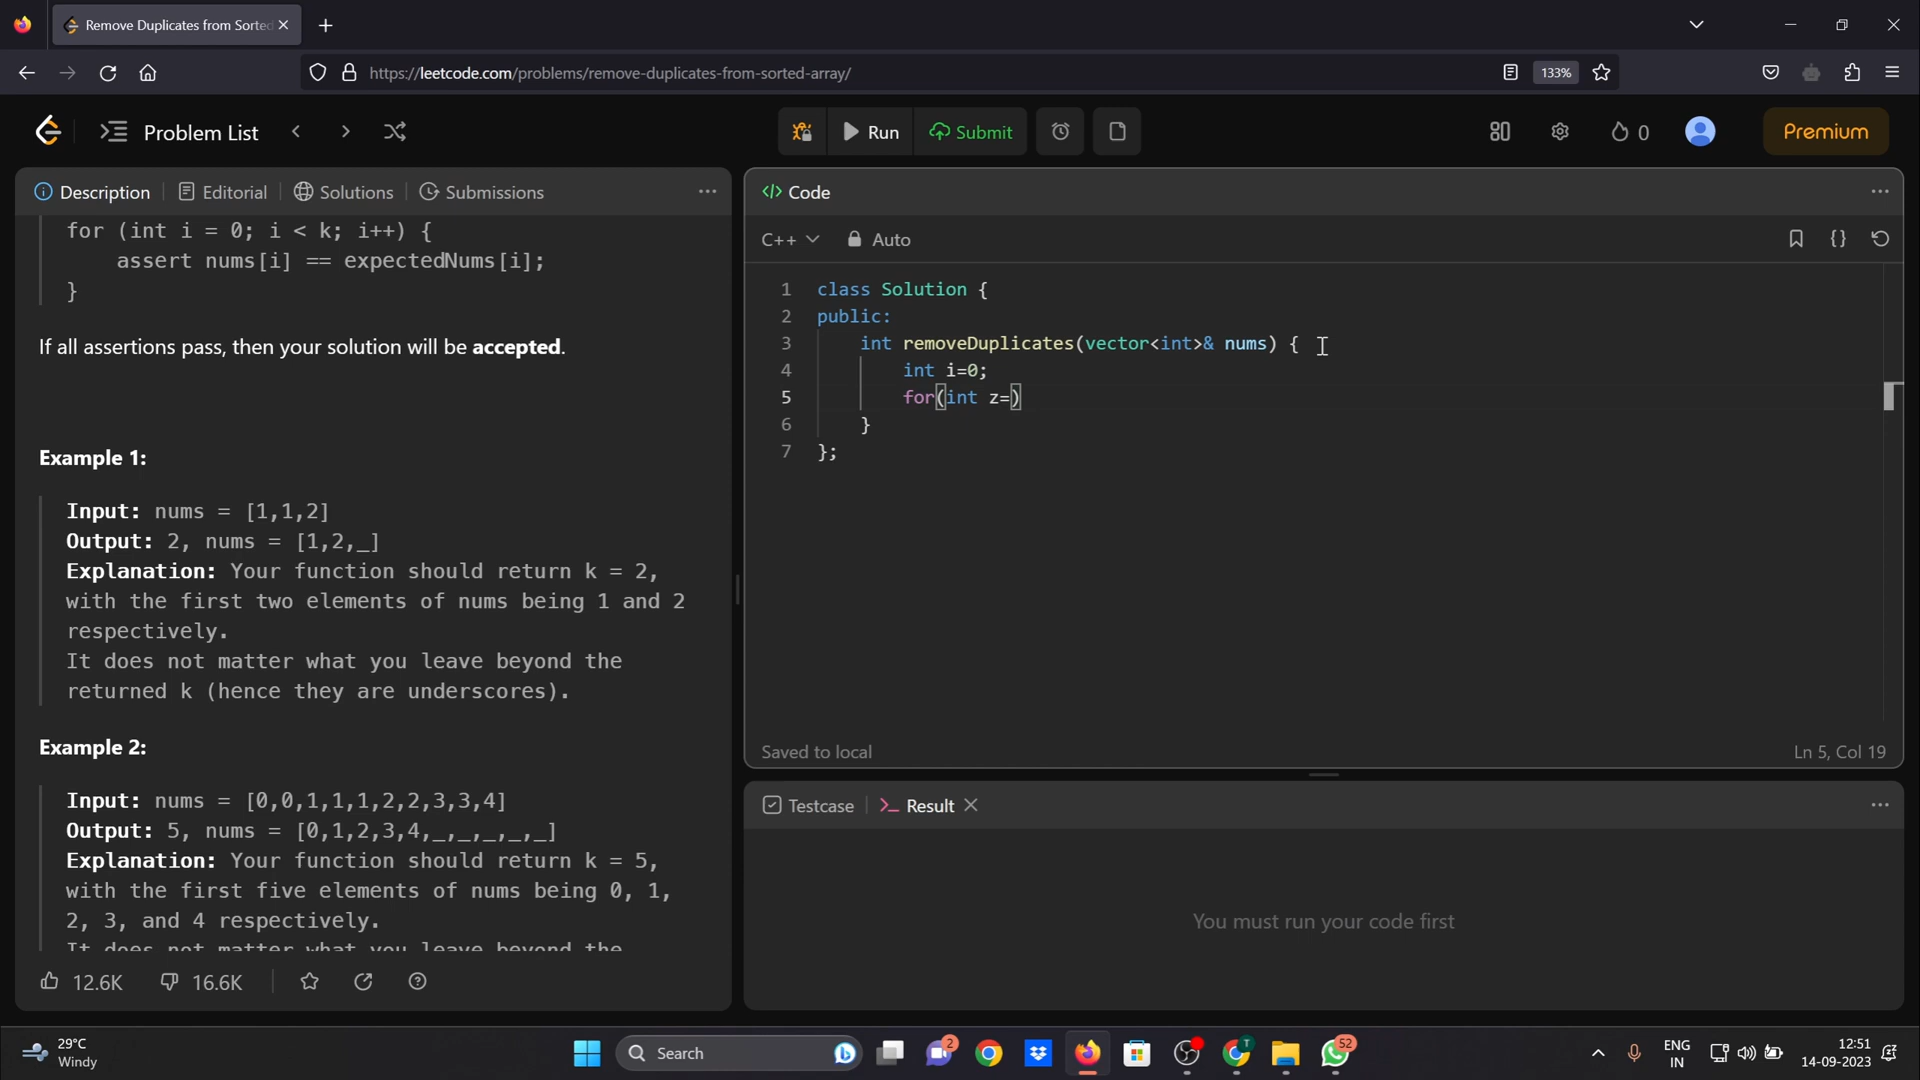 Remove Duplicates from Sorted
https://leetcode.com/problems/remove-duplicates-from-sorted-array/
133%
Problem List
Run
Submit
0
Premium
Description
Editorial
Solutions
Submissions
for (int i = 0; i < k; i++) {
assert nums[i] == expectedNums[i];
}
If all assertions pass, then your solution will be accepted.
Example 1:
Input: nums = [1,1,2]
Output: 2, nums = [1,2,_]
Explanation: Your function should return k = 2,
with the first two elements of nums being 1 and 2
respectively.
It does not matter what you leave beyond the
returned k (hence they are underscores).
Example 2:
Input: nums = [0,0,1,1,1,2,2,3,3,4]
Output: 5, nums = [0,1,2,3,4,_,_,_,_,_]
Explanation: Your function should return k = 5,
with the first five elements of nums being 0, 1,
2, 3, and 4 respectively.
It does not matter what you leave beyond the
12.6K
16.6K
</> Code
C++
Auto
{}
1 class Solution {
2 public:
3 int removeDuplicates(vector<int>& nums) {
4 int i=0;
5 for(int z=)
6 }
7 };
Saved to local
Ln 5, Col 19
Testcase
>_ Result
You must run your code first
29°C
Windy
Search
2
T
52
ENG
IN
12:51
14-09-2023